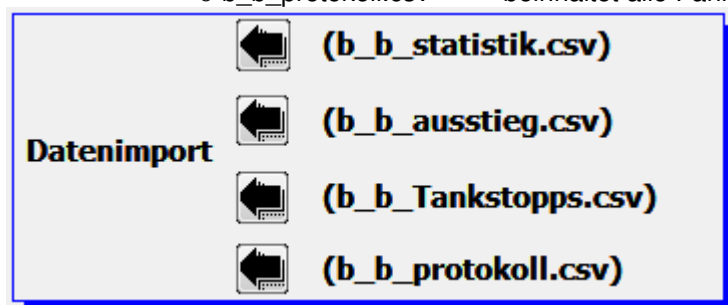 (b_b_statistik.csv)
(b_b_ausstieg.csv)
Datenimport
(b_b_Tankstopps.csv)
(b_b_protokoll.csv)